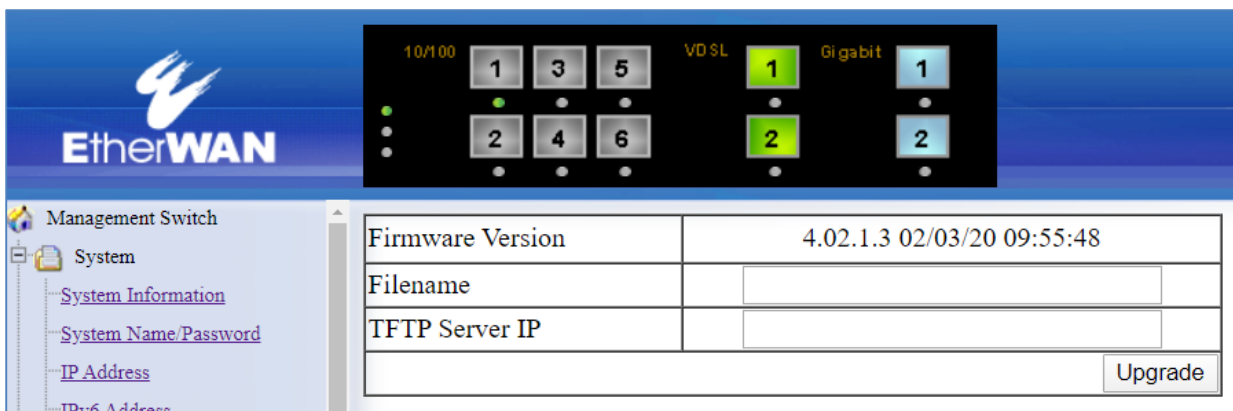 EtherWAN
10/100 1 3 5 VDSL 1 Gigabit 1
2 4 6 2 2
Management Switch
System
System Information
System Name/Password
IP Address
IPv6 Address
Firmware Version 4.02.1.3 02/03/20 09:55:48
Filename
TFTP Server IP
Upgrade